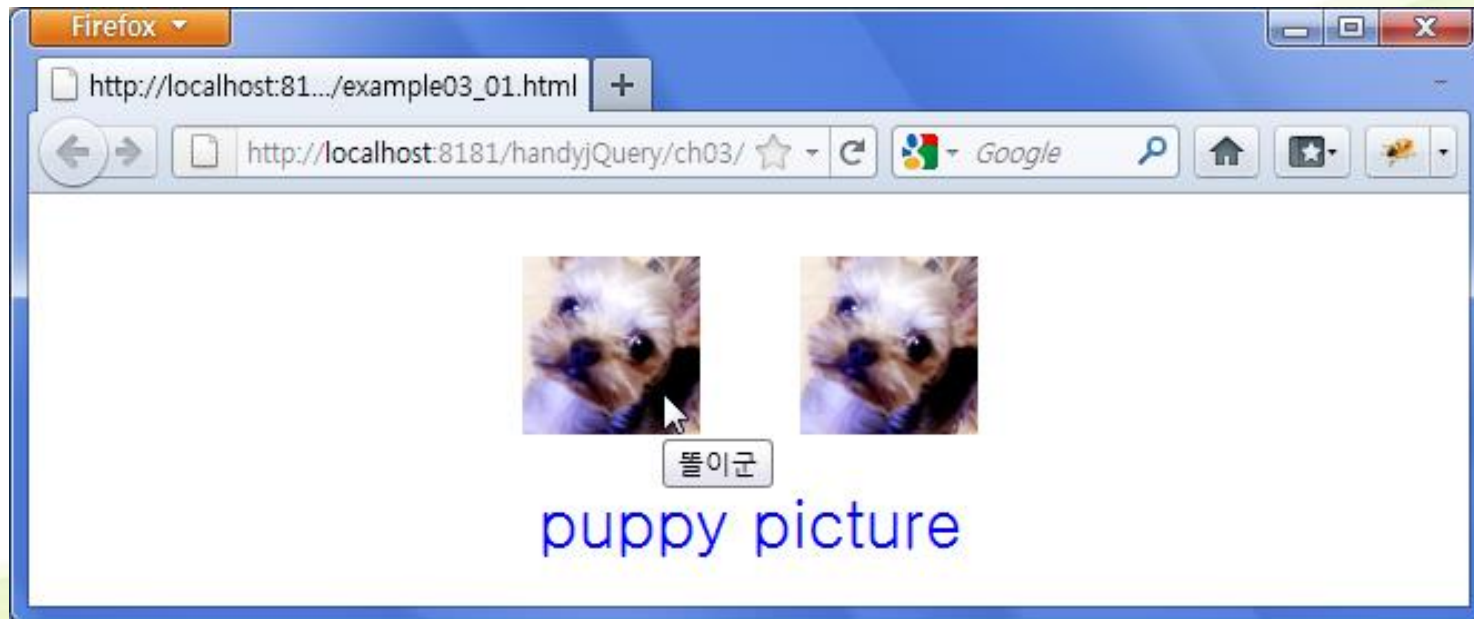 Firefox
http://localhost:81.../example03_01.html
http://localhost:8181/handyjQuery/ch03/
Google
똘이군
puppy picture